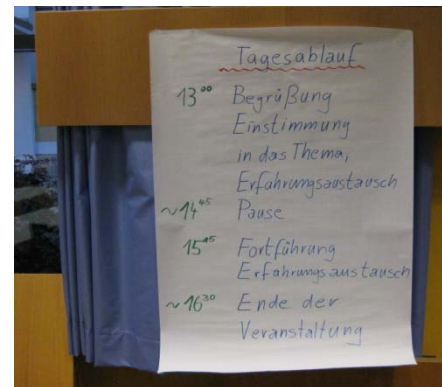 Tagesablauf
13⁰⁰ Begrüßung
Einstimmung
in das Thema,
Erfahrungsaustausch
~14⁴⁵ Pause
15⁴⁵ Fortführung
Erfahrungsaustausch
~16³⁰ Ende der
Veranstaltung